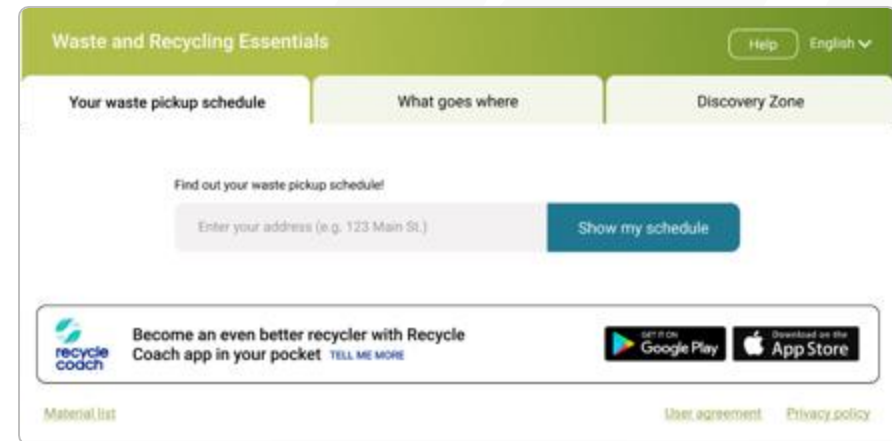 Waste and Recycling Essentials
Help
English
Your waste pickup schedule
What goes where
Discovery Zone
Find out your waste pickup schedule!
Enter your address (e.g. 123 Main St.)
Show my schedule
recycle
coach
Become an even better recycler with Recycle
Coach app in your pocket TELL ME MORE
GET IT ON
Google Play
Download on the
App Store
Material list
User agreement
Privacy policy